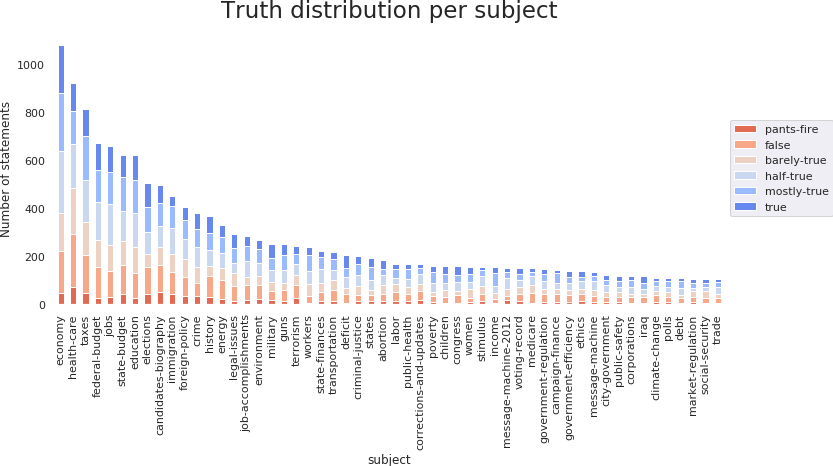 Truth distribution per subject
Number of statements
1000
800
600
400
200
0
pants-fire
false
barely-true
half-true
mostly-true
true
economy
health-care
taxes
federal-budget
jobs
state-budget
education
elections
candidates-biography
immigration
foreign-policy
crime
history
energy
legal-issues
job-accomplishments
environment
military
guns
terrorism
workers
state-finances
transportation
deficit
criminal-justice
states
abortion
labor
public-health
corrections-and-updates
poverty
children
congress
women
stimulus
income
message-machine-2012
voting-record
medicare
government-regulation
campaign-finance
government-efficiency
ethics
message-machine
city-government
public-safety
corporations
iraq
climate-change
polls
debt
market-regulation
social-security
trade
subject